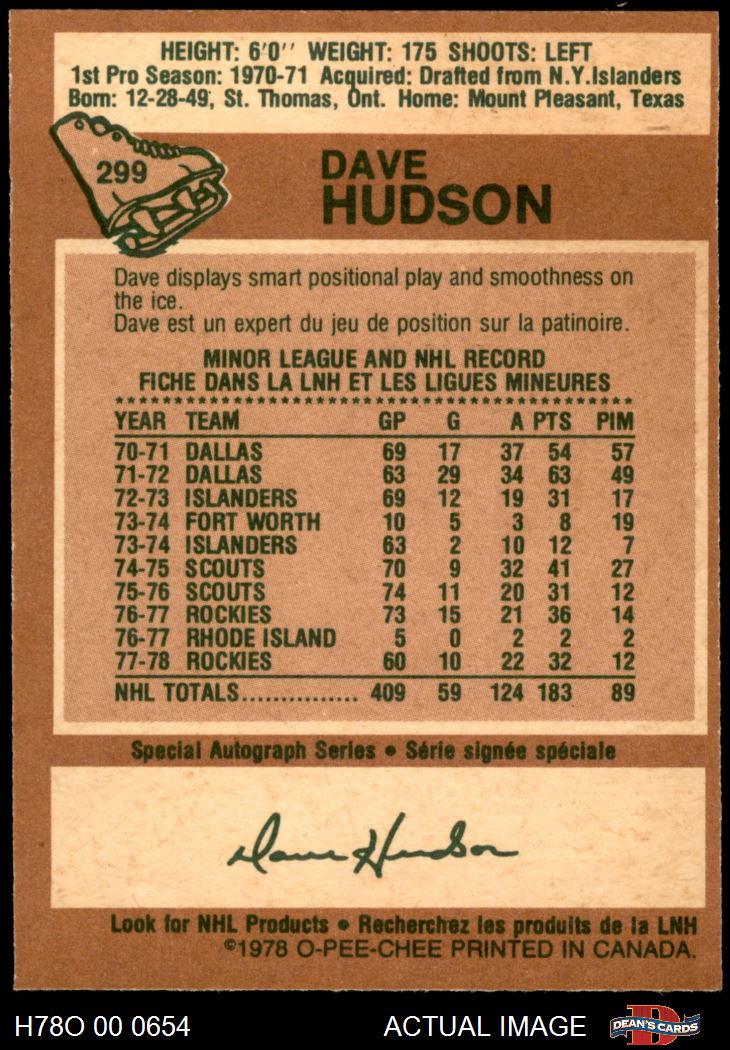 HEIGHT: 6'0'' WEIGHT: 175 SHOOTS: LEFT
1st Pro Season: 1970-71 Acquired: Drafted from N.Y.Islanders
Born: 12-28-49, St. Thomas, Ont. Home: Mount Pleasant, Texas
299
DAVE
HUDSON
Dave displays smart positional play and smoothness on
the ice.
Dave est un expert du jeu de position sur la patinoire.
MINOR LEAGUE AND NHL RECORD
FICHE DANS LA LNH ET LES LIGUES MINEURES
YEAR TEAM GP G A PTS PIM
70-71 DALLAS 69 17 37 54 57
71-72 DALLAS 63 29 34 63 49
72-73 ISLANDERS 69 12 19 31 17
73-74 FORT WORTH 10 5 3 8 19
73-74 ISLANDERS 63 2 10 12 7
74-75 SCOUTS 70 9 32 41 27
75-76 SCOUTS 74 11 20 31 12
76-77 ROCKIES 73 15 21 36 14
76-77 RHODE ISLAND 5 0 2 2 2
77-78 ROCKIES 60 10 22 32 12
NHL TOTALS............... 409 59 124 183 89
Special Autograph Series • Série signée spéciale
Dave Hudson
Look for NHL Products • Recherchez les produits de la LNH
©1978 O-PEE-CHEE PRINTED IN CANADA.
H78O 00 0654 ACTUAL IMAGE D DEAN'S CARDS